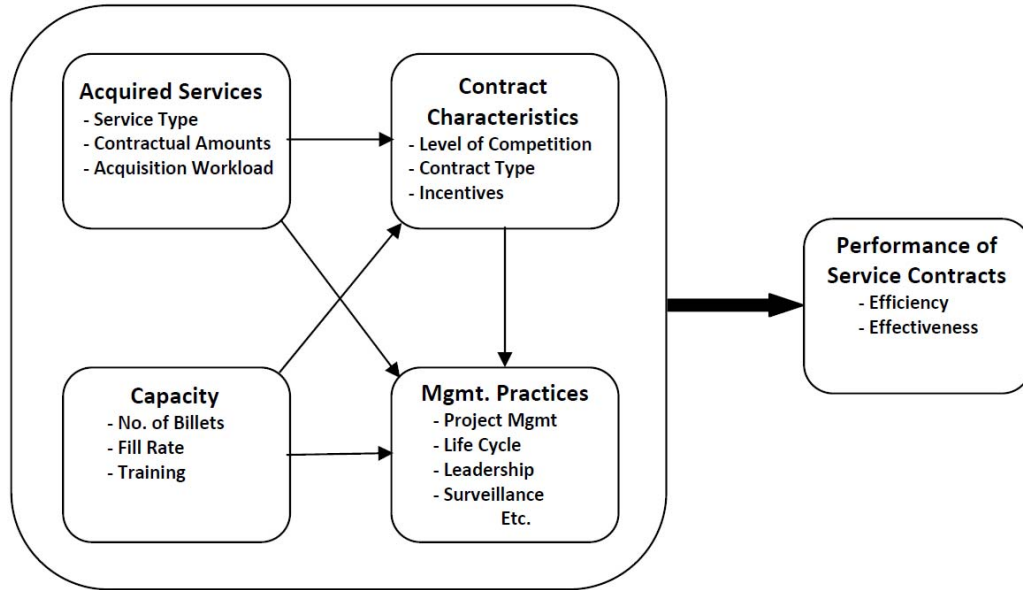 Acquired Services
- Service Type
- Contractual Amounts
- Acquisition Workload
Contract
Characteristics
- Level of Competition
- Contract Type
- Incentives
Capacity
- No. of Billets
- Fill Rate
- Training
Mgmt. Practices
- Project Mgmt
- Life Cycle
- Leadership
- Surveillance
Etc.
Performance of
Service Contracts
- Efficiency
- Effectiveness